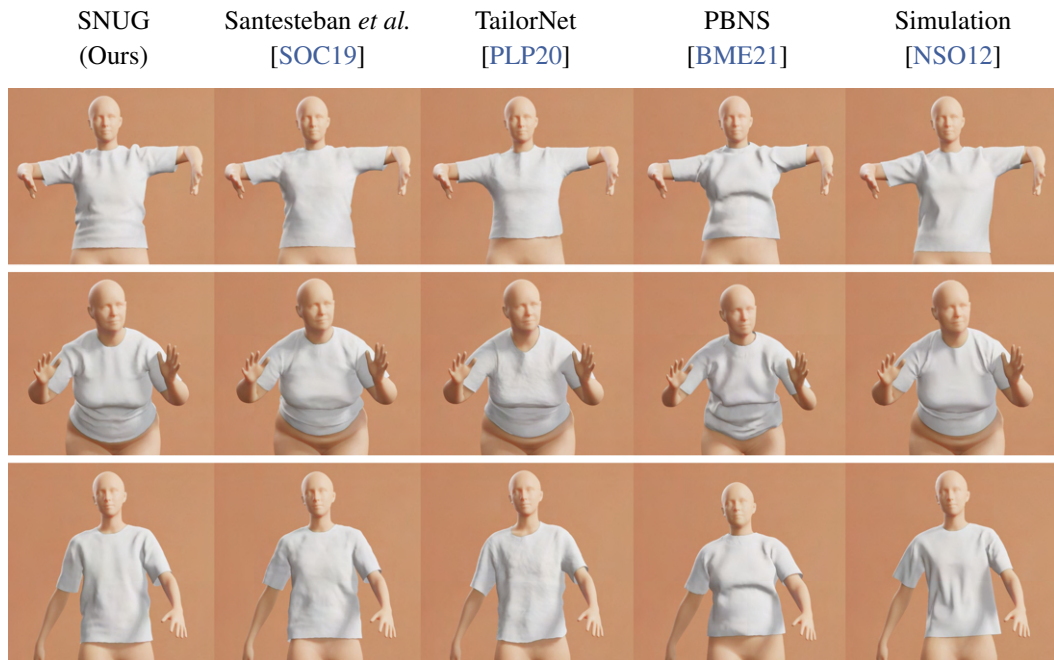 SNUG Santesteban et al. TailorNet PBNS Simulation
(Ours) [SOC19] [PLP20] [BME21] [NSO12]